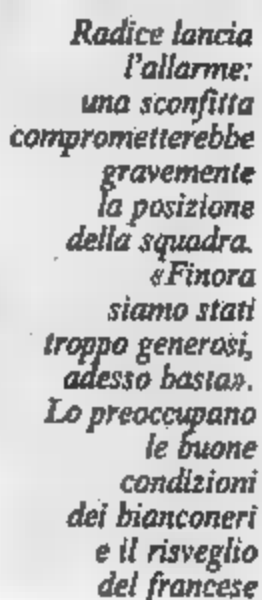 Radice lancia
l'allarme:
una sconfitta
comprometterebbe
gravemente
la posizione
della squadra.
«Finora
siamo stati
troppo generosi,
adesso basta».
Lo preoccupano
le buone
condizioni
dei bianconeri
e il risveglio
del francese